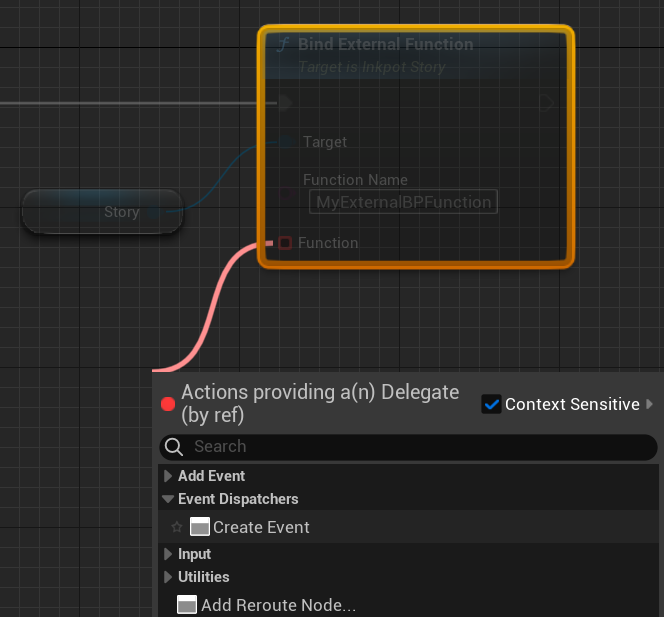 Bind External Function
Target is Inkpot Story
Target
Function Name
MyExternalBPFunction
Story
Function
Actions providing a(n) Delegate
(by ref)
Context Sensitive
Search
Add Event
Event Dispatchers
Create Event
Input
Utilities
Add Reroute Node...